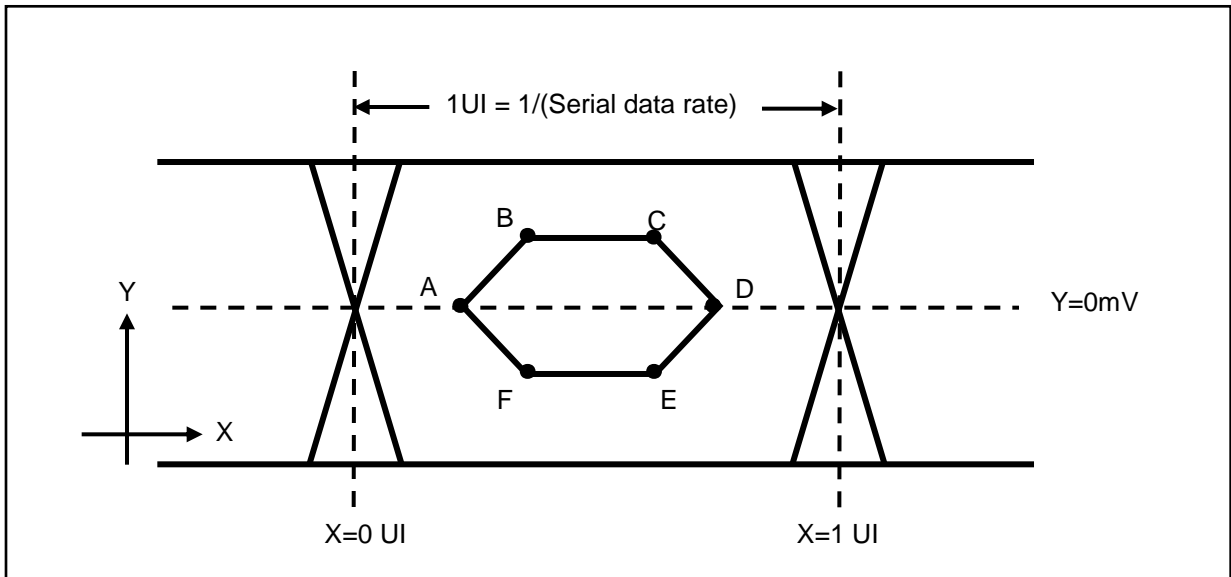 1UI = 1/(Serial data rate)
B
C
A
D
Y
Y=0mV
F
E
X
X=0 UI
X=1 UI